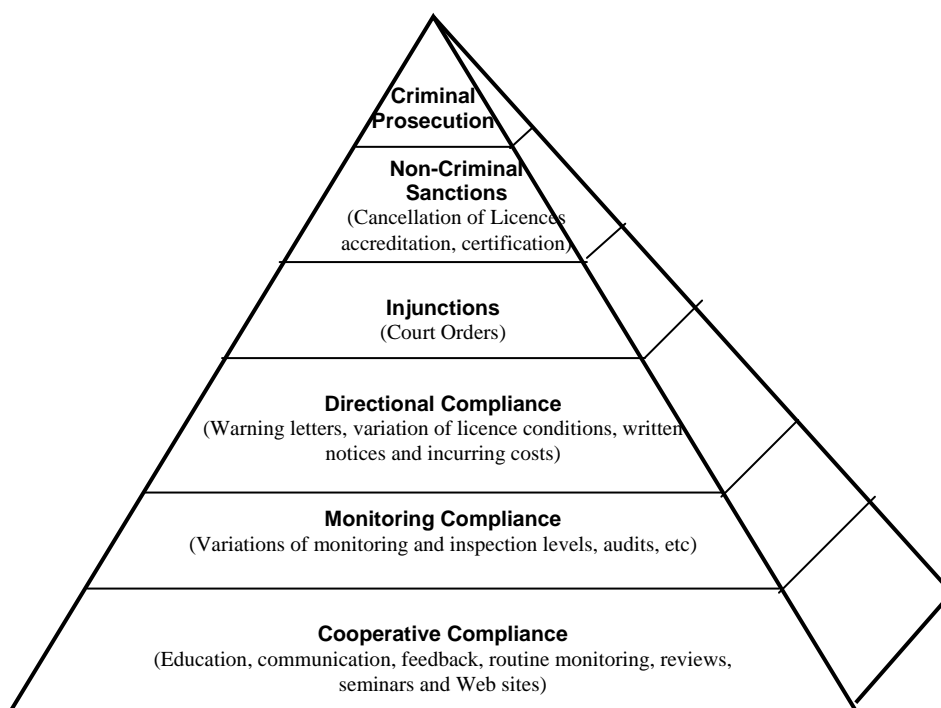 Criminal
Prosecution
Non-Criminal
Sanctions
(Cancellation of Licences
accreditation, certification)
Injunctions
(Court Orders)
Directional Compliance
(Warning letters, variation of licence conditions, written
notices and incurring costs)
Monitoring Compliance
(Variations of monitoring and inspection levels, audits, etc)
Cooperative Compliance
(Education, communication, feedback, routine monitoring, reviews,
seminars and Web sites)